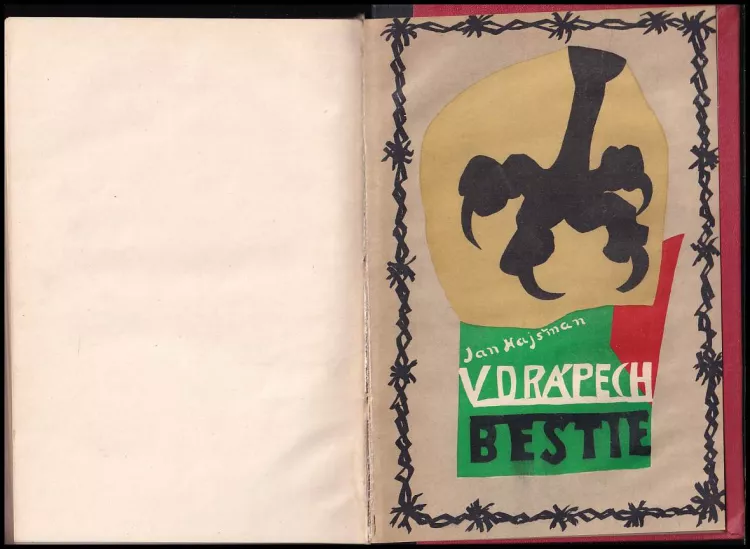 Jan Hajšman
V DRÁPECH
BESTIE